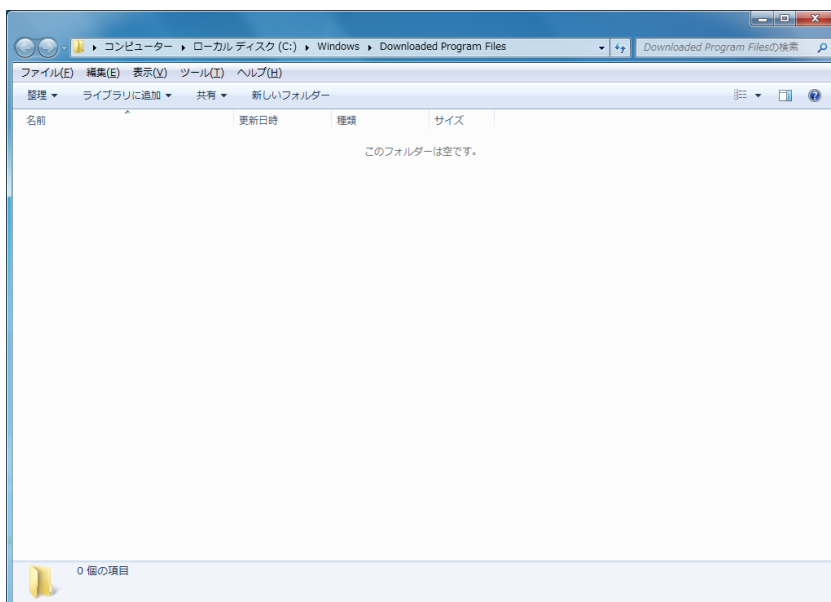 コンピューター ▸ ローカル ディスク (C:) ▸ Windows ▸ Downloaded Program Files
Downloaded Program Filesの検索
ファイル(F) 編集(E) 表示(V) ツール(T) ヘルプ(H)
整理 ライブラリに追加 共有 新しいフォルダー
名前 更新日時 種類 サイズ
このフォルダーは空です。
0 個の項目